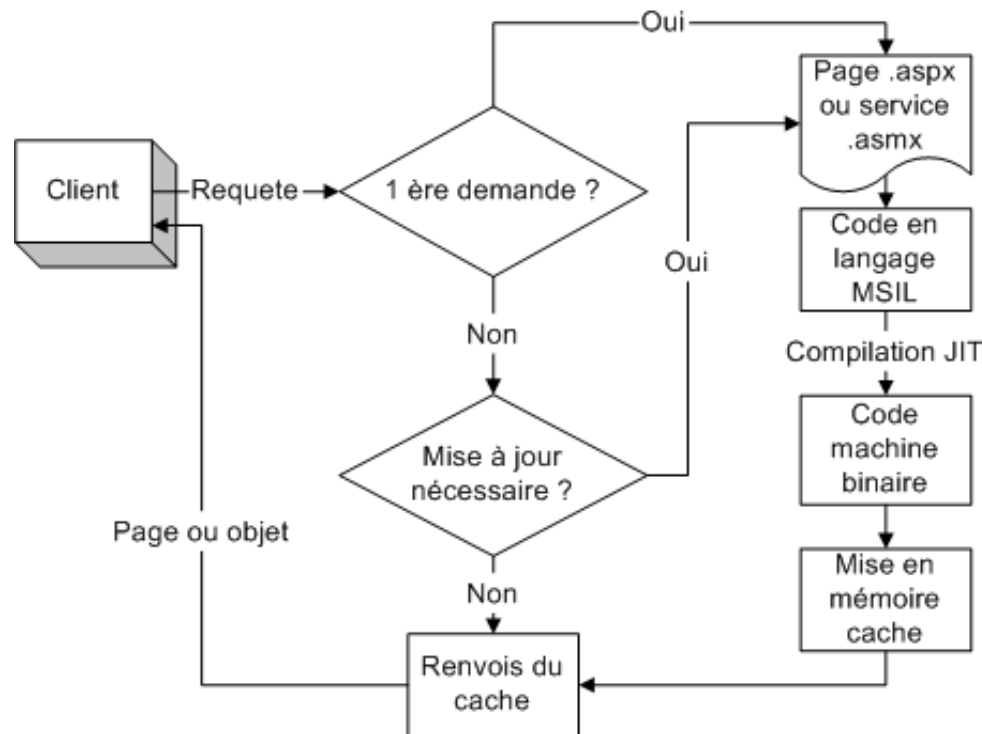 Oui
Page .aspx
ou service
.asmx
Client
Requete
1 ère demande ?
Code en
langage
MSIL
Oui
Non
Compilation JIT
Code
machine
binaire
Mise à jour
nécessaire ?
Page ou objet
Non
Mise en
mémoire
cache
Renvois du
cache